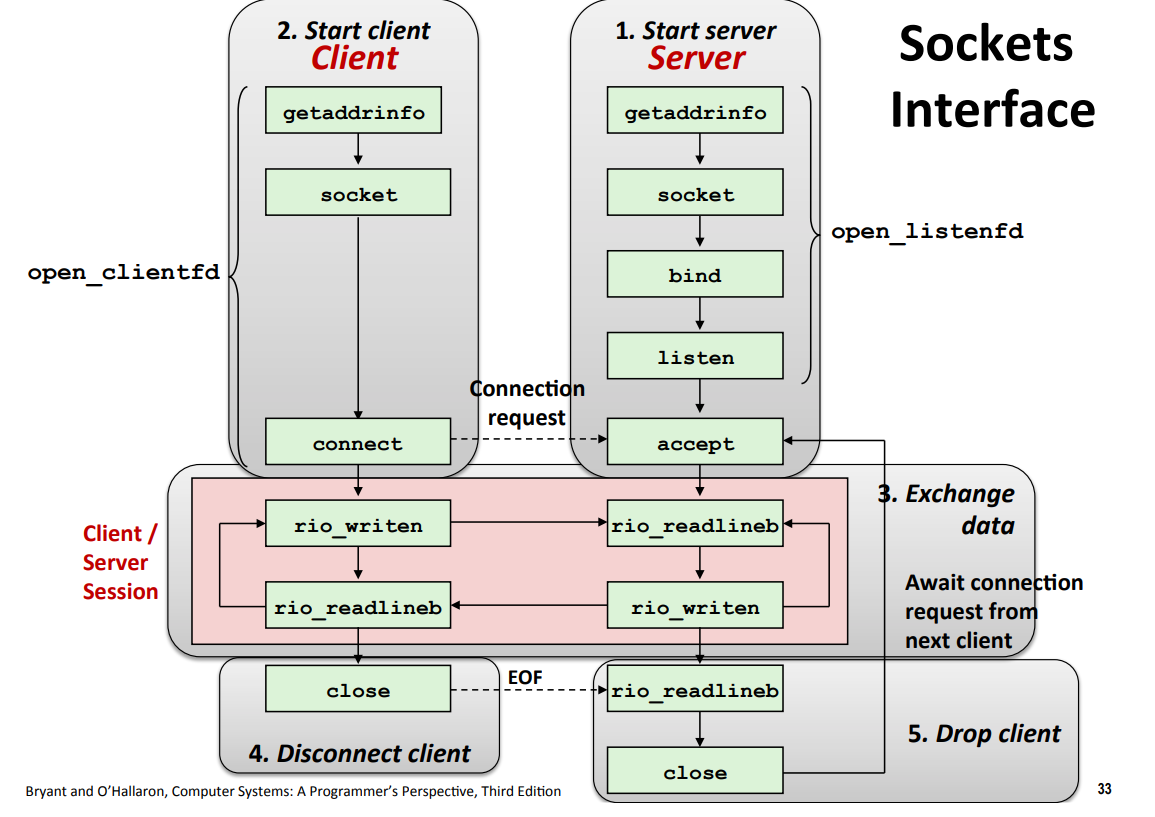 Sockets
Interface
2. Start client
Client
getaddrinfo
socket
open_clientfd
connect
1. Start server
Server
getaddrinfo
socket
bind
listen
open_listenfd
accept
Connection
request
3. Exchange
data
Client /
Server
Session
rio_writen
rio_readlineb
rio_readlineb
rio_writen
Await connection
request from
next client
close
EOF
rio_readlineb
4. Disconnect client
close
5. Drop client
Bryant and O’Hallaron, Computer Systems: A Programmer’s Perspective, Third Edition
33